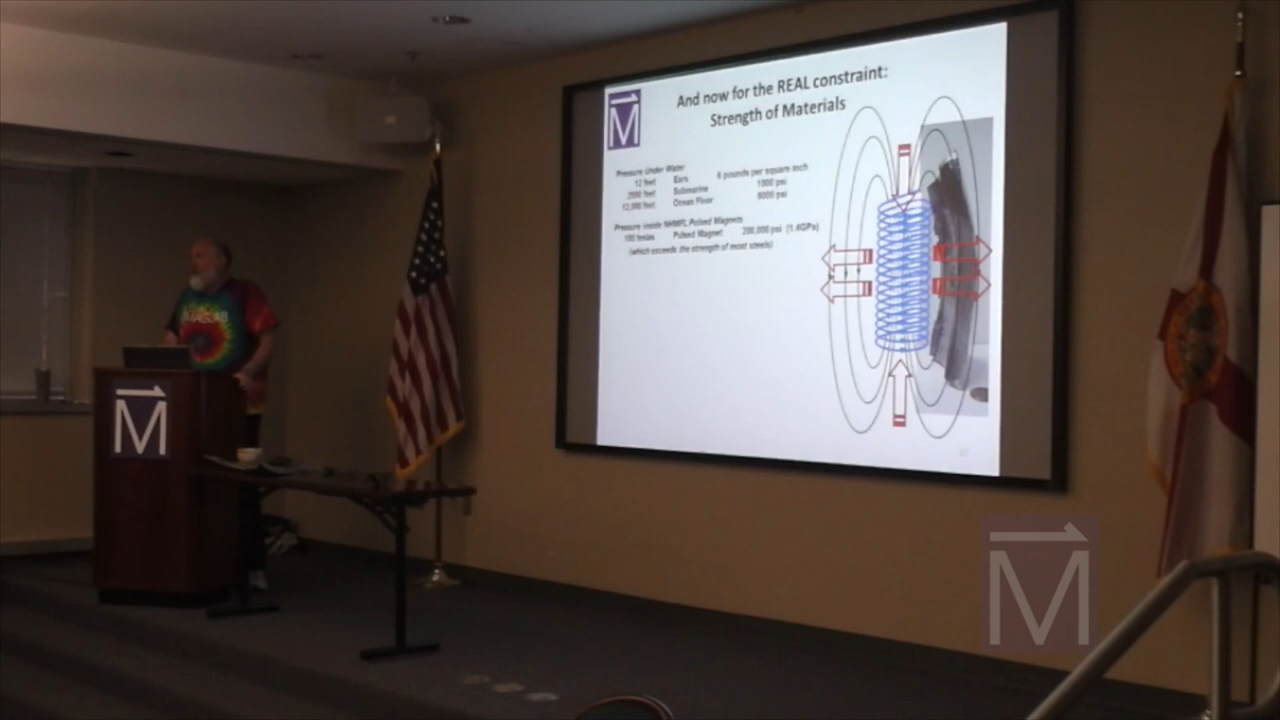 And now for the REAL constraint:
Strength of Materials
M
Pressure Under Water
12 feet Ears 6 pounds per square inch
2000 feet Submarine 1000 psi
12,000 feet Ocean Floor 6000 psi
Pressure inside NHMFL Pulsed Magnets
100 teslas Pulsed Magnet 200,000 psi (1.4GPa)
(which exceeds the strength of most steels)
M
M